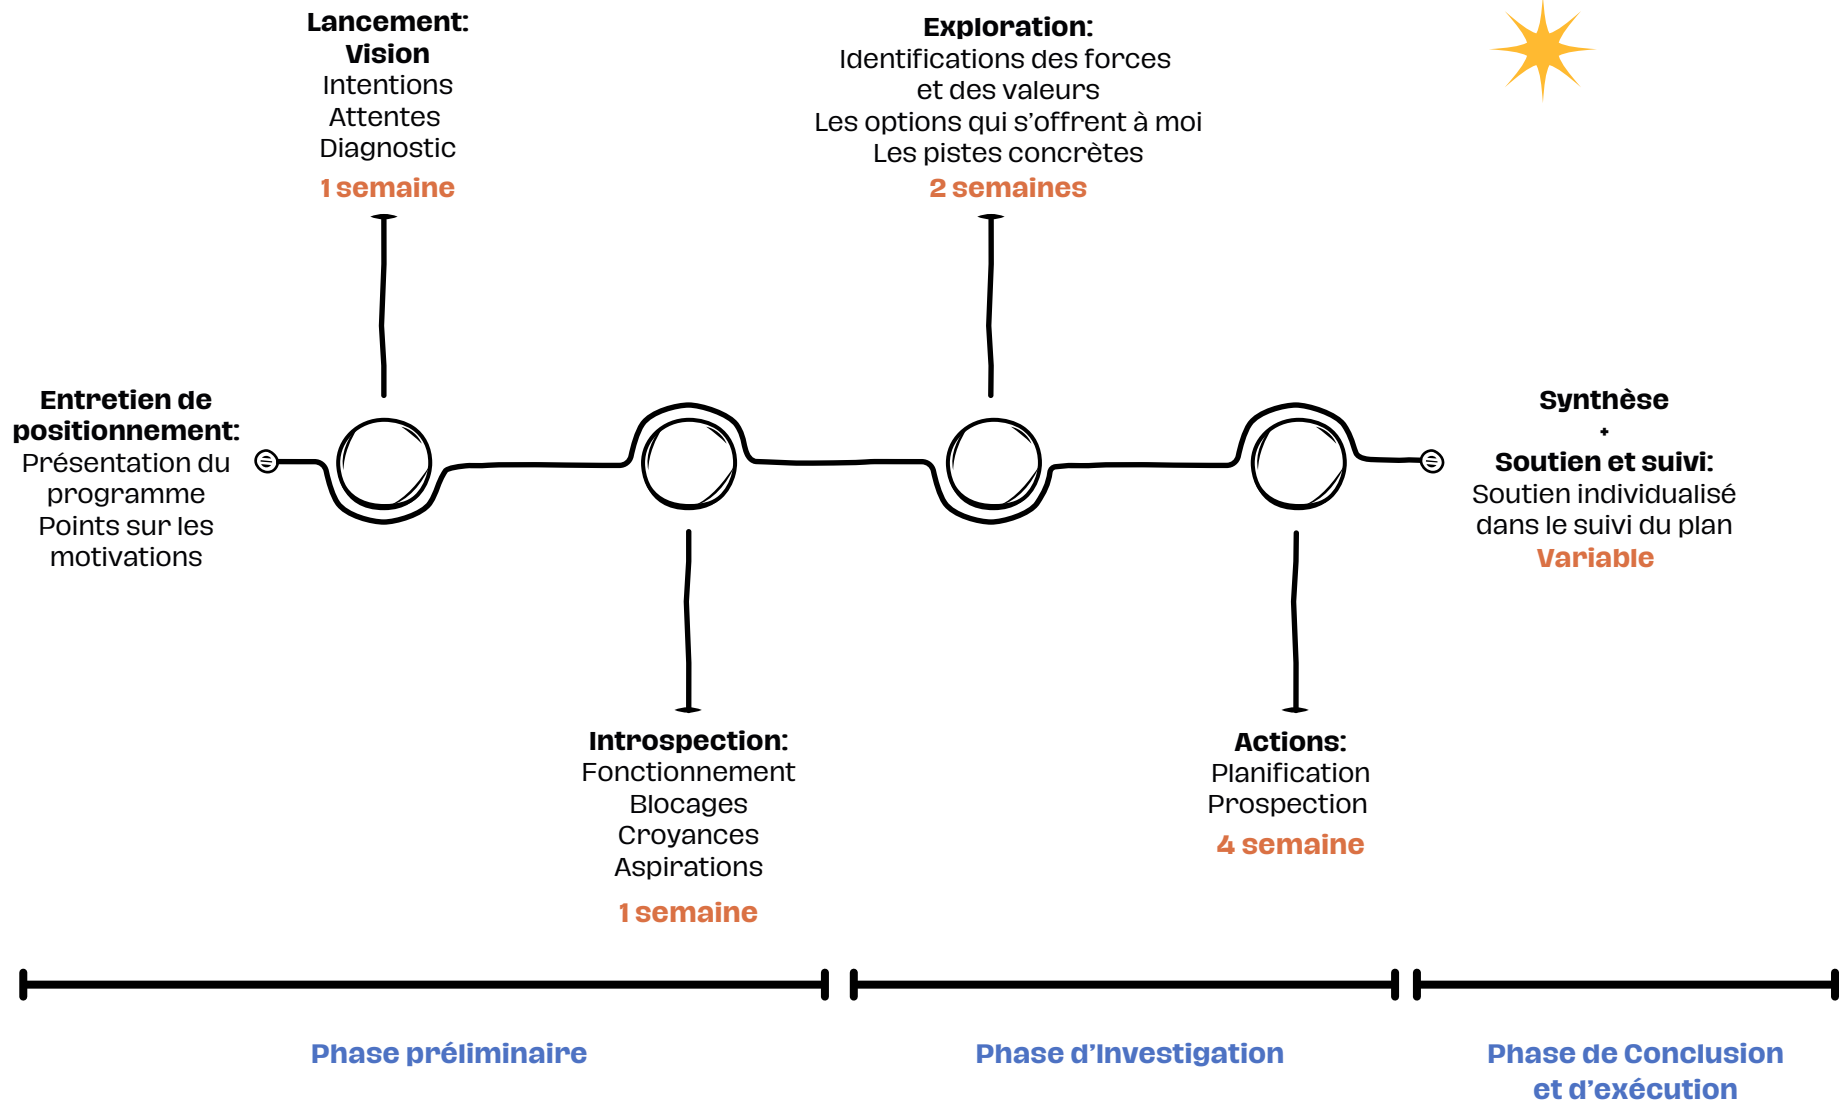 Entretien de
positionnement:
Présentation du
programme
Points sur les
motivations
Lancement:
Vision
Intentions
Attentes
Diagnostic
1 semaine
Introspection:
Fonctionnement
Blocages
Croyances
Aspirations
1 semaine
Exploration:
Identifications des forces
et des valeurs
Les options qui s’offrent à moi
Les pistes concrètes
2 semaines
Actions:
Planification
Prospection
4 semaine
Synthèse
+
Soutien et suivi:
Soutien individualisé
dans le suivi du plan
Variable
Phase préliminaire
Phase d’Investigation
Phase de Conclusion
et d’exécution